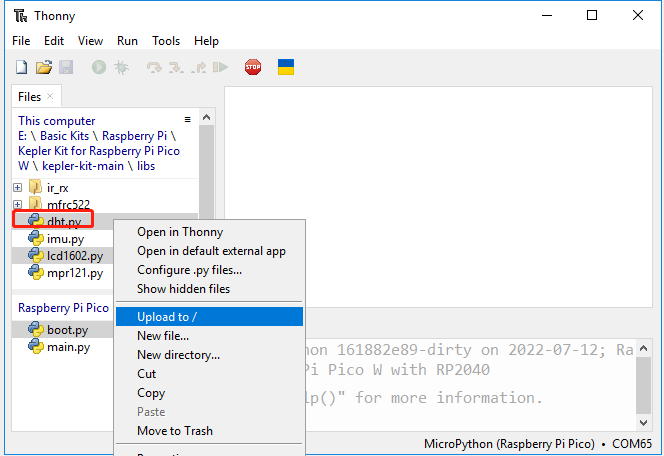 Thonny
File Edit View Run Tools Help
STOP
Files
This computer
E: \ Basic Kits \ Raspberry Pi \
Kepler Kit for Raspberry Pi Pico
W \ kepler-kit-main \ libs
ir_rx
mfrc522
dht.py
imu.py
lcd1602.py
mpr121.py
Raspberry Pi Pico
boot.py
main.py
Open in Thonny
Open in default external app
Configure .py files...
Show hidden files
Upload to /
New file...
New directory...
Cut
Copy
Paste
Move to Trash
hon 161882e89-dirty on 2022-07-12; Ra
Pi Pico W with RP2040
lp()" for more information.
MicroPython (Raspberry Pi Pico) • COM65